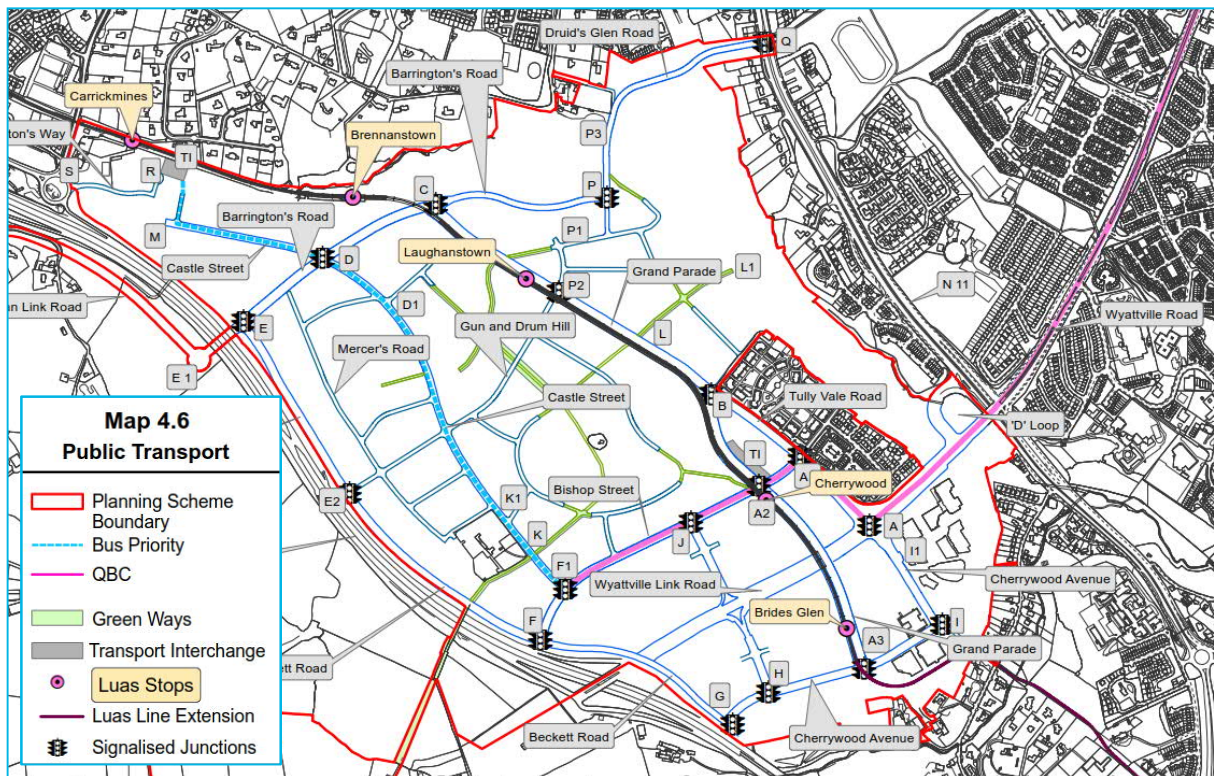 Druid's Glen Road
Q
Barrington's Road
Carrickmines
ton's Way
Brennanstown
P3
TI
R
S
C
P
Barrington's Road
M
P1
D
Laughanstown
Castle Street
Grand Parade
L1
an Link Road
D1
P2
N 11
Gun and Drum Hill
L
E
Wyattville Road
Mercer's Road
E 1
Castle Street
Tully Vale Road
B
'D' Loop
Map 4.6
Public Transport
TI
A
Cherrywood
Bishop Street
E2
K1
A2
Planning Scheme
Boundary
Bus Priority
QBC
Green Ways
Transport Interchange
Luas Stops
Luas Line Extension
Signalised Junctions
K
J
A
I1
F1
Wyattville Link Road
Cherrywood Avenue
Brides Glen
F
I
A3
Grand Parade
ett Road
H
G
Beckett Road
Cherrywood Avenue